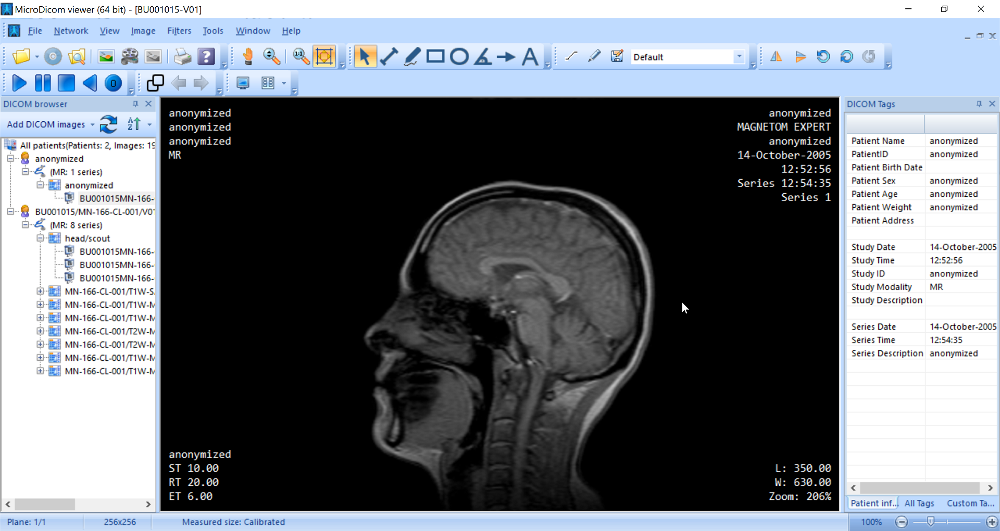 MicroDicom viewer (64 bit) - [BU001015-V01]
File Network View Image Filters Tools Window Help
1:1 A Default
0
DICOM browser
Add DICOM images
A Z
All patients(Patients: 2, Images: 19
anonymized
(MR: 1 series)
anonymized
BU001015MN-166-
BU001015/MN-166-CL-001/V0
(MR: 8 series)
head/scout
BU001015MN-166-
BU001015MN-166-
BU001015MN-166-
MN-166-CL-001/T1W-S
MN-166-CL-001/T1W-M
MN-166-CL-001/T1W-M
MN-166-CL-001/T2W-M
MN-166-CL-001/T2W-M
MN-166-CL-001/T1W-M
MN-166-CL-001/T1W-M
anonymized
anonymized
anonymized
MR
anonymized
MAGNETOM EXPERT
anonymized
14-October-2005
12:52:56
Series 12:54:35
Series 1
anonymized
ST 10.00
RT 20.00
ET 6.00
L: 350.00
W: 630.00
Zoom: 206%
DICOM Tags
Patient Name anonymized
PatientID anonymized
Patient Birth Date
Patient Sex anonymized
Patient Age anonymized
Patient Weight anonymized
Patient Address
Study Date 14-October-2005
Study Time 12:52:56
Study ID anonymized
Study Modality MR
Study Description
Series Date 14-October-2005
Series Time 12:54:35
Series Description anonymized
Patient inf... All Tags Custom Ta...
Plane: 1/1 256x256 Measured size: Calibrated 100%